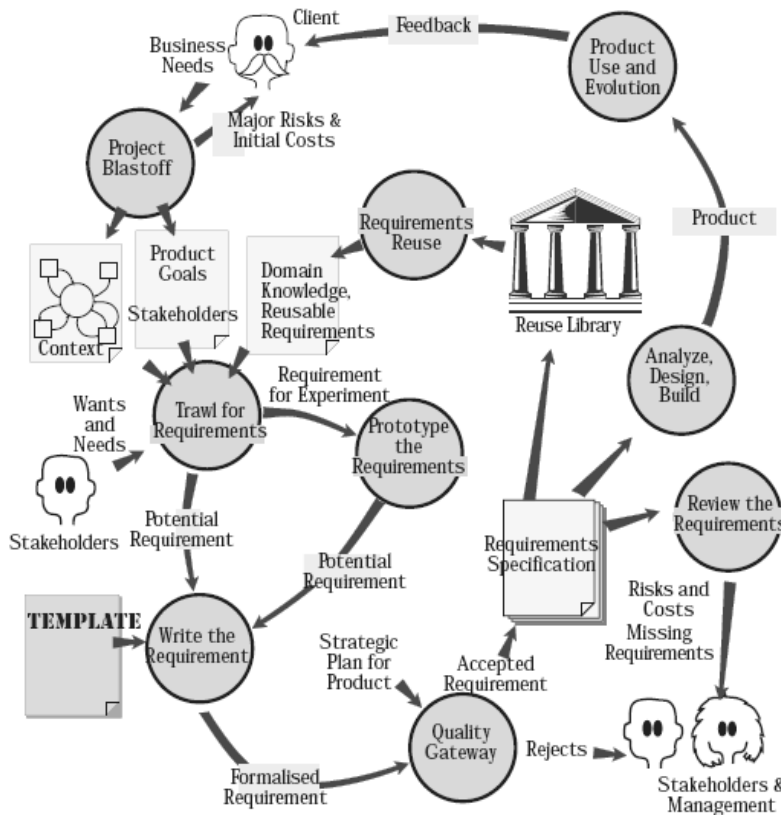 Client
Feedback
Product
Use and
Evolution
Business
Needs
Major Risks &
Initial Costs
Project
Blastoff
Requirements
Reuse
Product
Product
Goals
Stakeholders
Domain
Knowledge,
Reusable
Requirements
Context
Reuse Library
Analyze,
Design,
Build
Requirement
for Experiment
Wants
and
Needs
Trawl for
Requirements
Prototype
the
Requirements
Stakeholders
Potential
Requirement
Review the
Requirements
Requirements
Specification
Potential
Requirement
Risks and
Costs
Missing
Requirements
TEMPLATE
Write the
Requirement
Strategic
Plan for
Product
Accepted
Requirement
Quality
Gateway
Rejects
Formalised
Requirement
Stakeholders &
Management